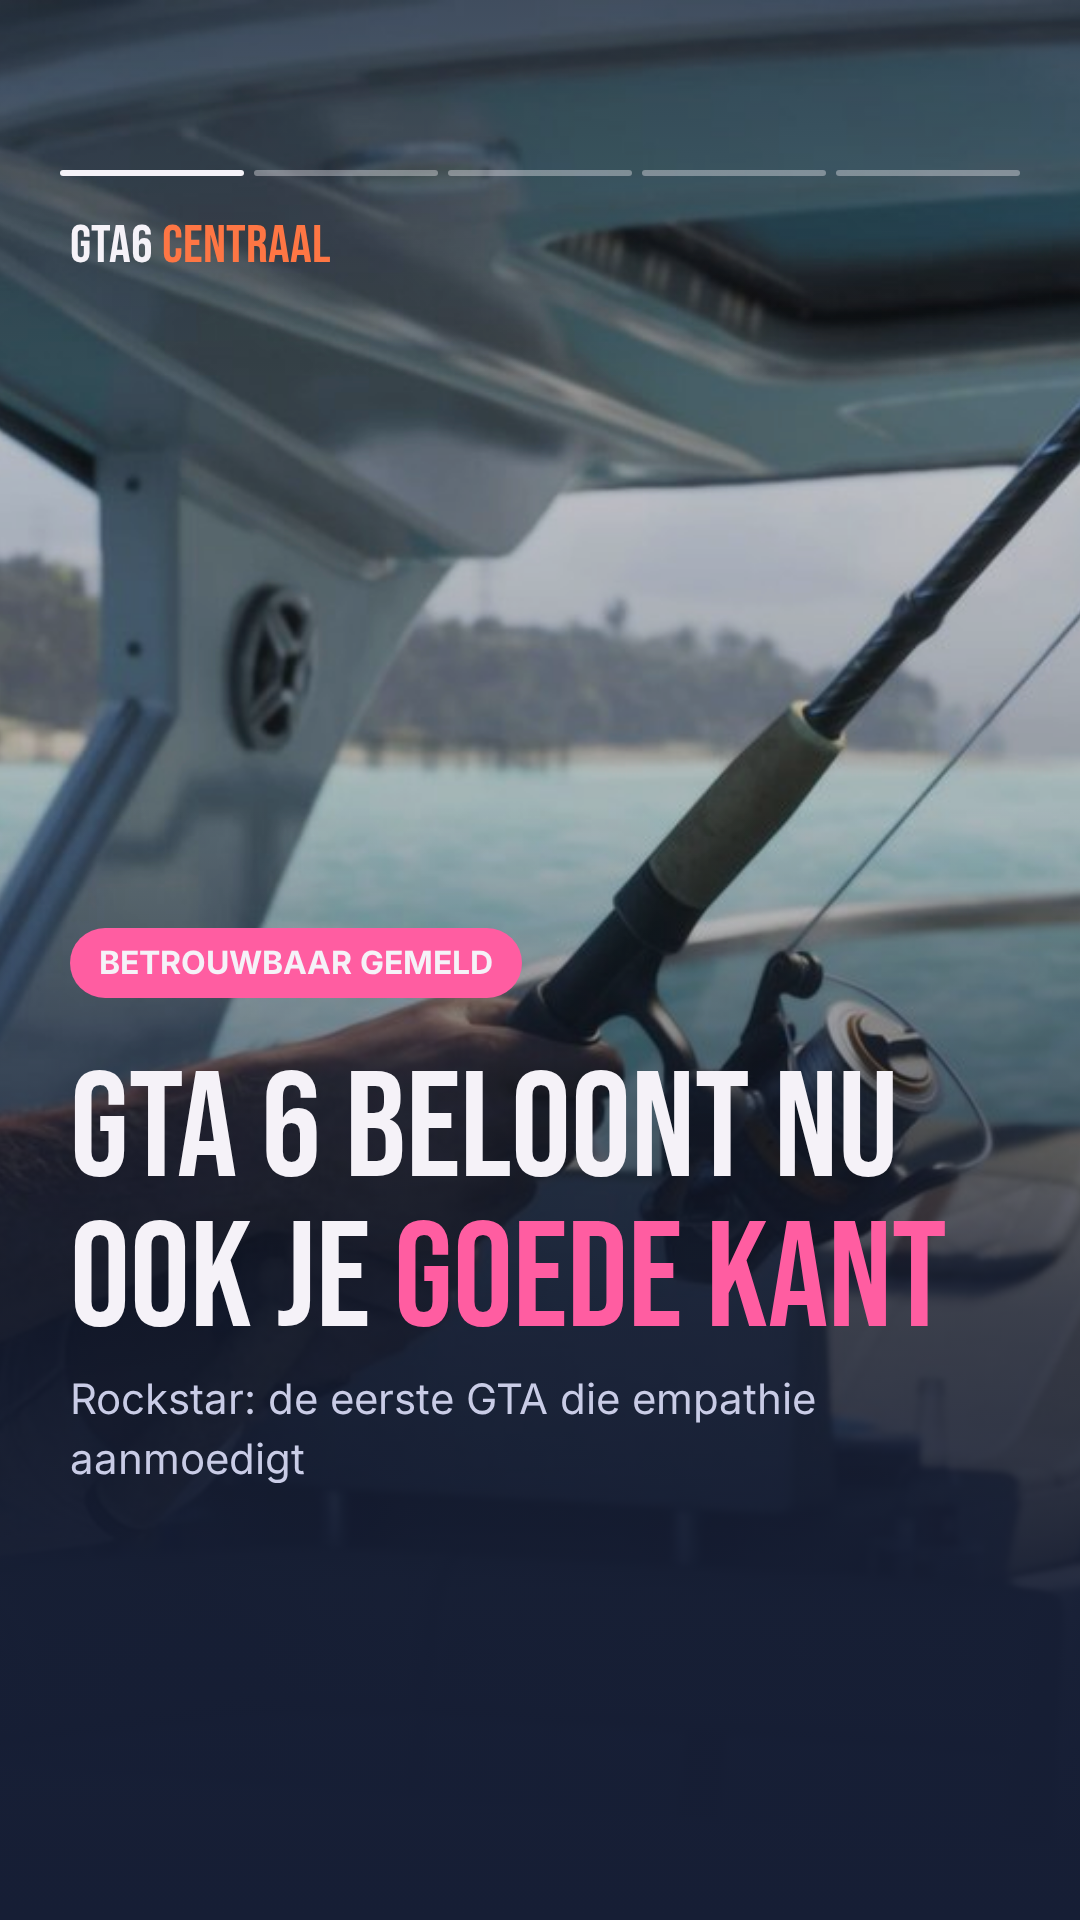 GTA6 CENTRAAL
BETROUWBAAR GEMELD
GTA 6 BELOONT NU
OOK JE GOEDE KANT
Rockstar: de eerste GTA die empathie
aanmoedigt